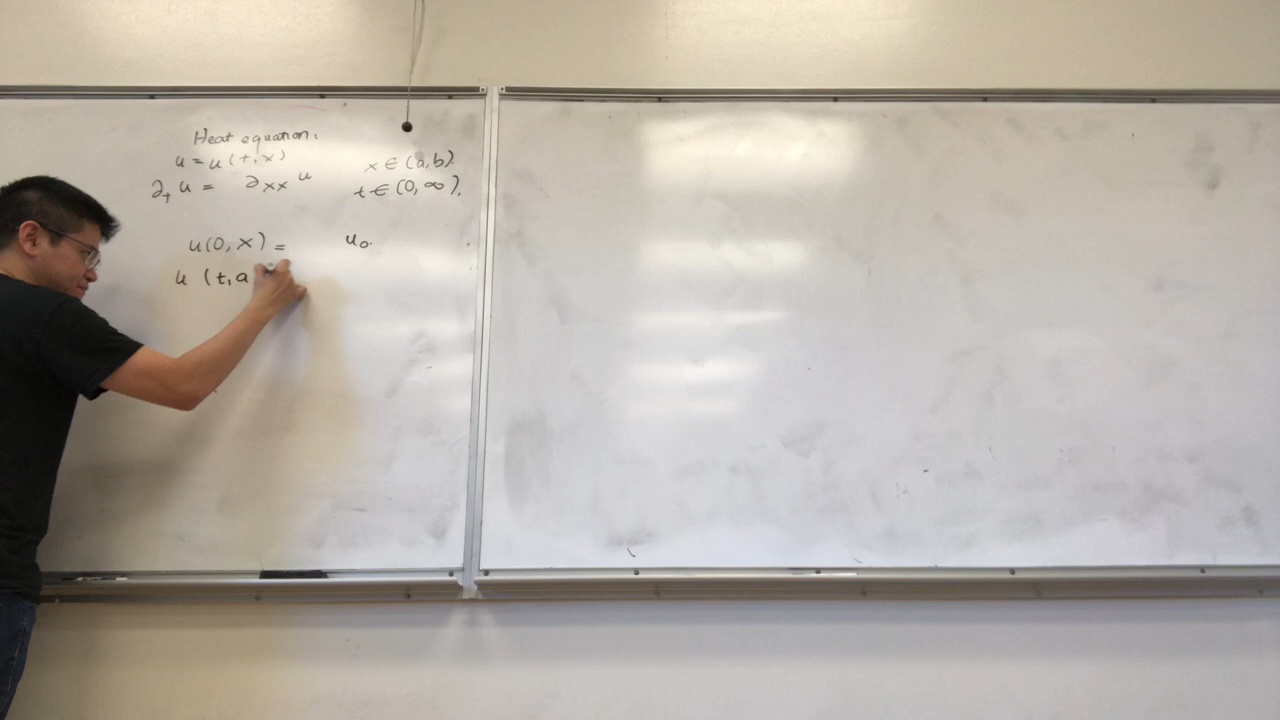 Heat equation:
u = u(t,x) x ∈ (a,b).
∂ₜ u = ∂ₓₓ u t ∈ (0,∞).
u(0,x) = u₀.
u (t,a